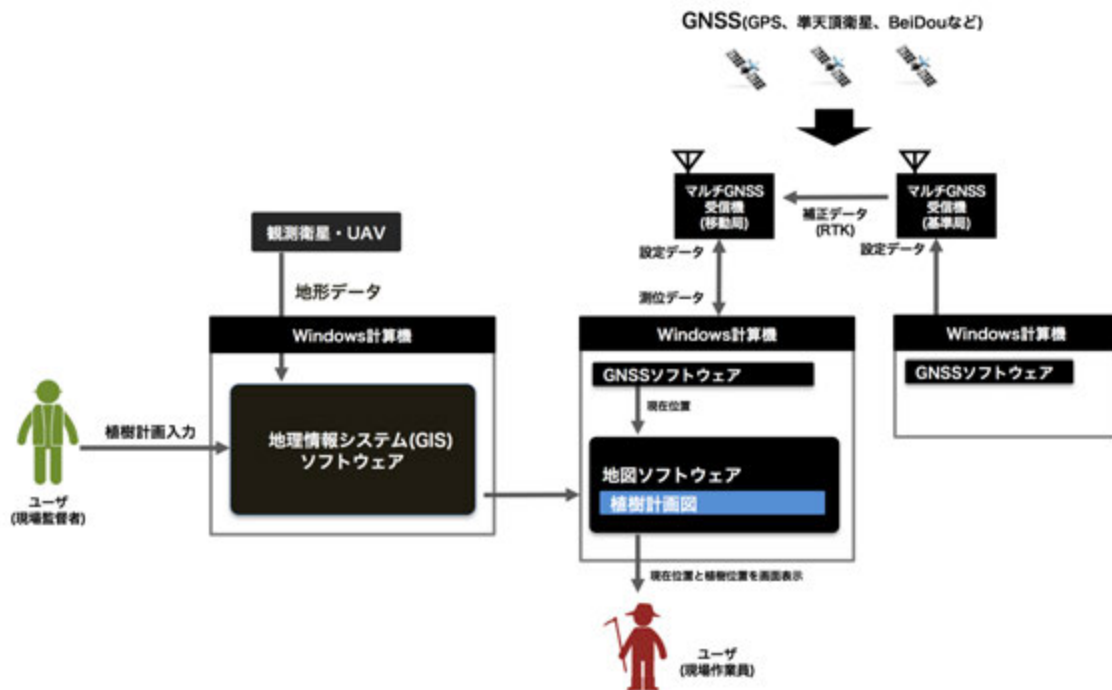 GNSS(GPS、準天頂衛星、BeiDouなど)
マルチGNSS
受信機
(移動局)
補正データ
(RTK)
マルチGNSS
受信機
(基準局)
観測衛星・UAV
設定データ
設定データ
地形データ
測位データ
Windows計算機
Windows計算機
Windows計算機
GNSSソフトウェア
GNSSソフトウェア
現在位置
植樹計画入力
地理情報システム(GIS)
ソフトウェア
地図ソフトウェア
植樹計画図
ユーザ
(現場監督者)
現在位置と植樹位置を画面表示
ユーザ
(現場作業員)